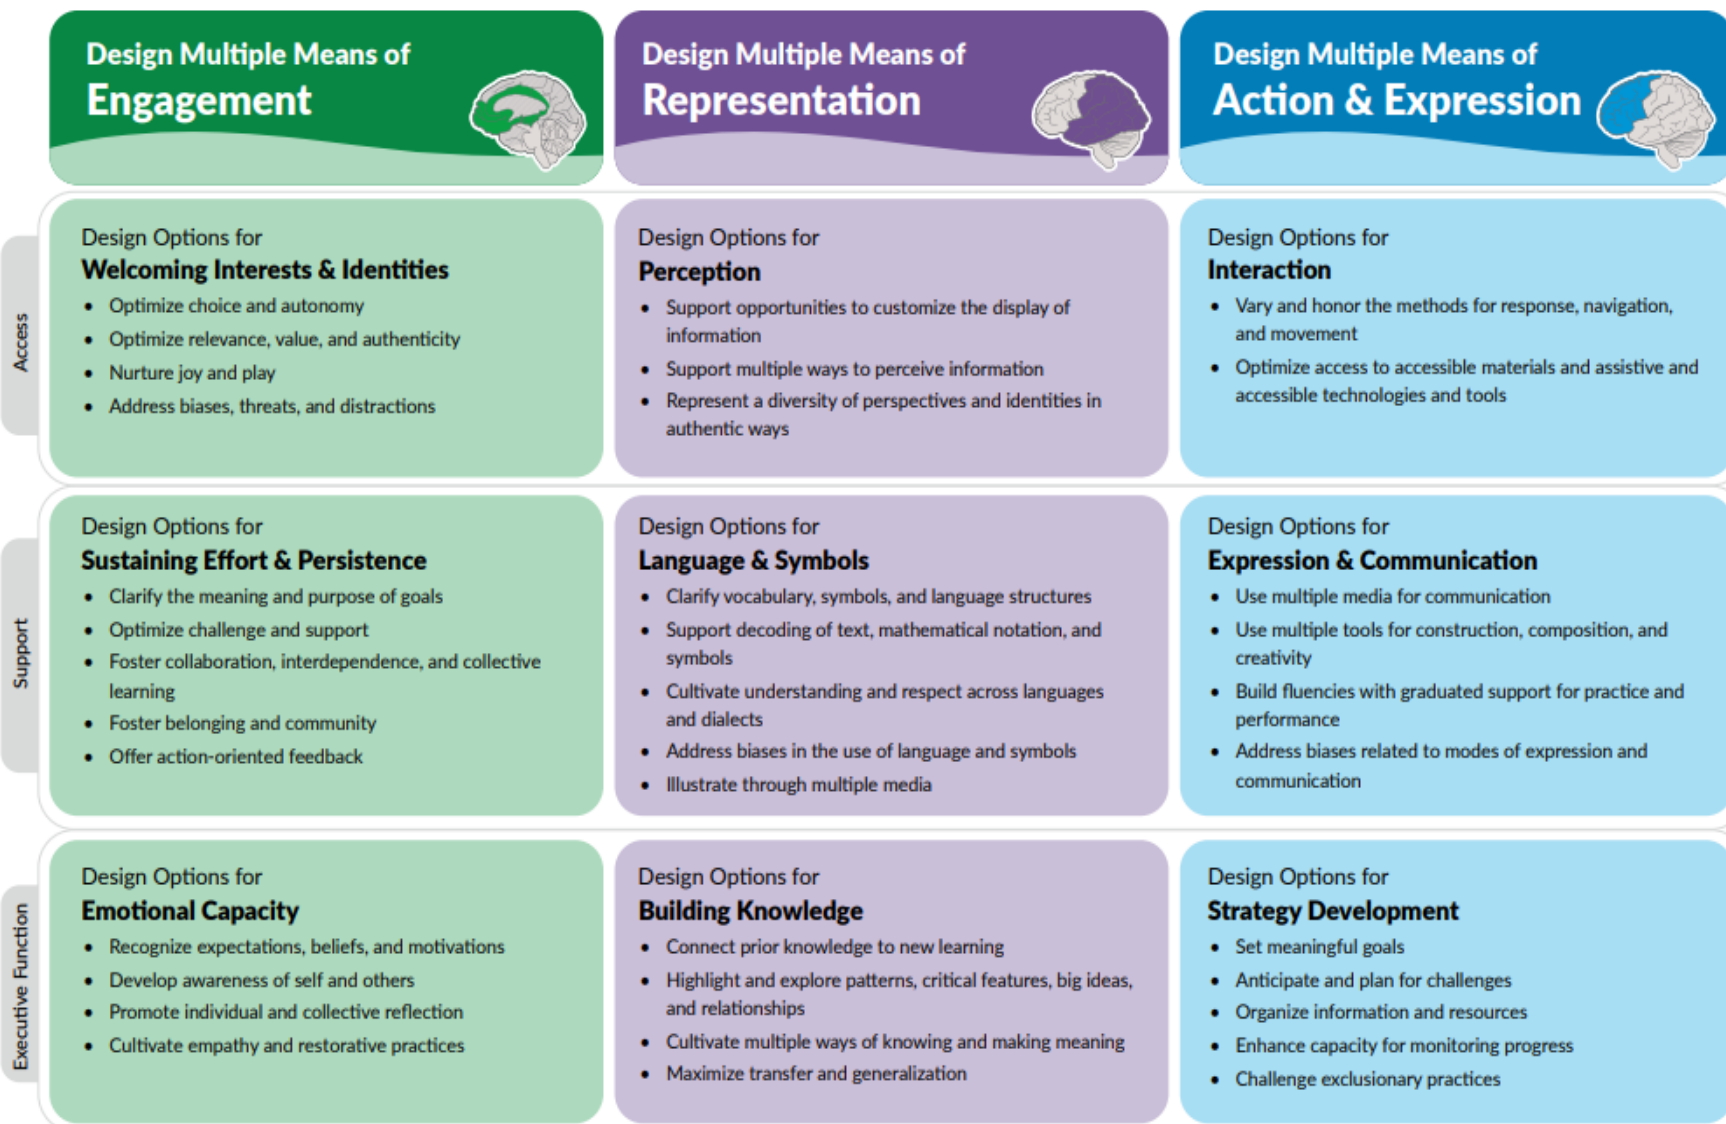 Design Multiple Means of
Engagement
Design Multiple Means of
Representation
Design Multiple Means of
Action & Expression
Access
Design Options for
Welcoming Interests & Identities
• Optimize choice and autonomy
• Optimize relevance, value, and authenticity
• Nurture joy and play
• Address biases, threats, and distractions
Design Options for
Perception
• Support opportunities to customize the display of
information
• Support multiple ways to perceive information
• Represent a diversity of perspectives and identities in
authentic ways
Design Options for
Interaction
• Vary and honor the methods for response, navigation,
and movement
• Optimize access to accessible materials and assistive and
accessible technologies and tools
Support
Design Options for
Sustaining Effort & Persistence
• Clarify the meaning and purpose of goals
• Optimize challenge and support
• Foster collaboration, interdependence, and collective
learning
• Foster belonging and community
• Offer action-oriented feedback
Design Options for
Language & Symbols
• Clarify vocabulary, symbols, and language structures
• Support decoding of text, mathematical notation, and
symbols
• Cultivate understanding and respect across languages
and dialects
• Address biases in the use of language and symbols
• Illustrate through multiple media
Design Options for
Expression & Communication
• Use multiple media for communication
• Use multiple tools for construction, composition, and
creativity
• Build fluencies with graduated support for practice and
performance
• Address biases related to modes of expression and
communication
Executive Function
Design Options for
Emotional Capacity
• Recognize expectations, beliefs, and motivations
• Develop awareness of self and others
• Promote individual and collective reflection
• Cultivate empathy and restorative practices
Design Options for
Building Knowledge
• Connect prior knowledge to new learning
• Highlight and explore patterns, critical features, big ideas,
and relationships
• Cultivate multiple ways of knowing and making meaning
• Maximize transfer and generalization
Design Options for
Strategy Development
• Set meaningful goals
• Anticipate and plan for challenges
• Organize information and resources
• Enhance capacity for monitoring progress
• Challenge exclusionary practices